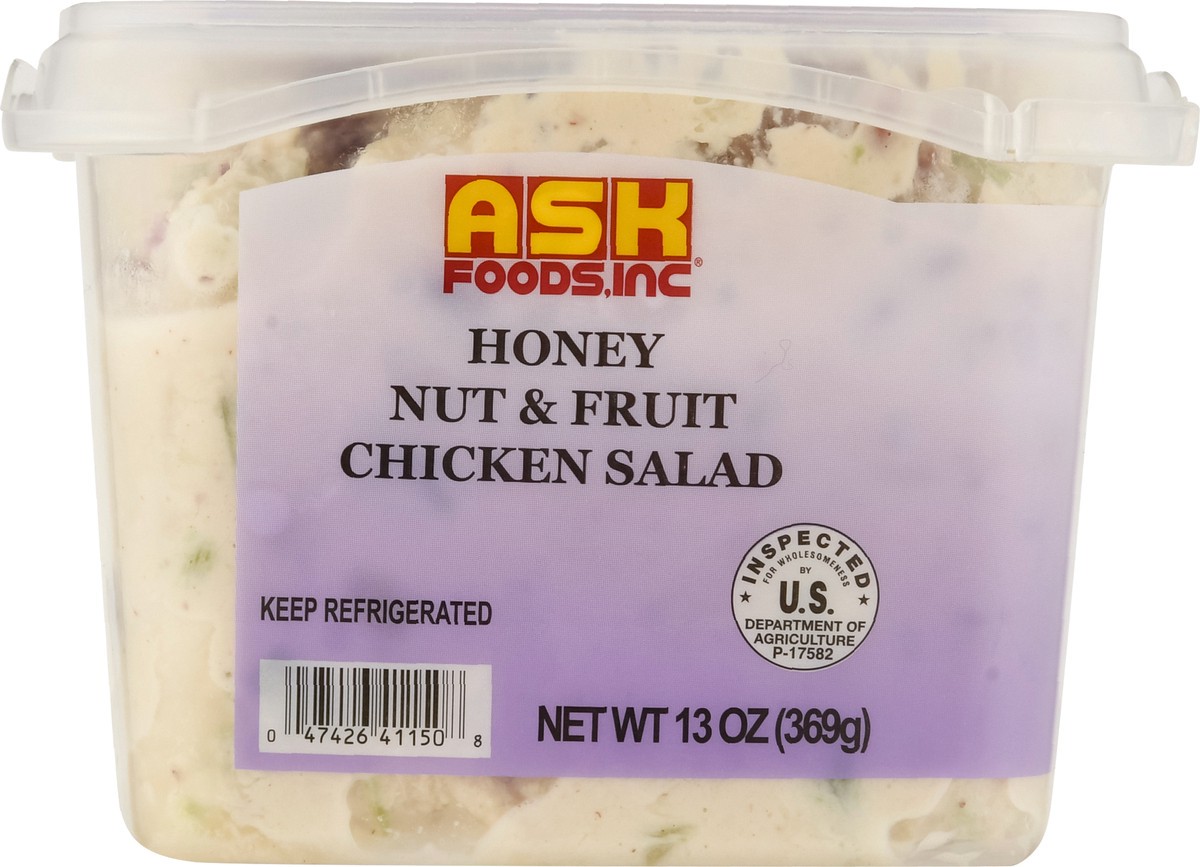 ASK
FOODS,INC®
HONEY
NUT & FRUIT
CHICKEN SALAD
INSPECTED
FOR WHOLESOMENESS
BY
U.S.
DEPARTMENT OF
AGRICULTURE
P-17582
KEEP REFRIGERATED
0 47426 41150 8
NET WT 13 OZ (369g)